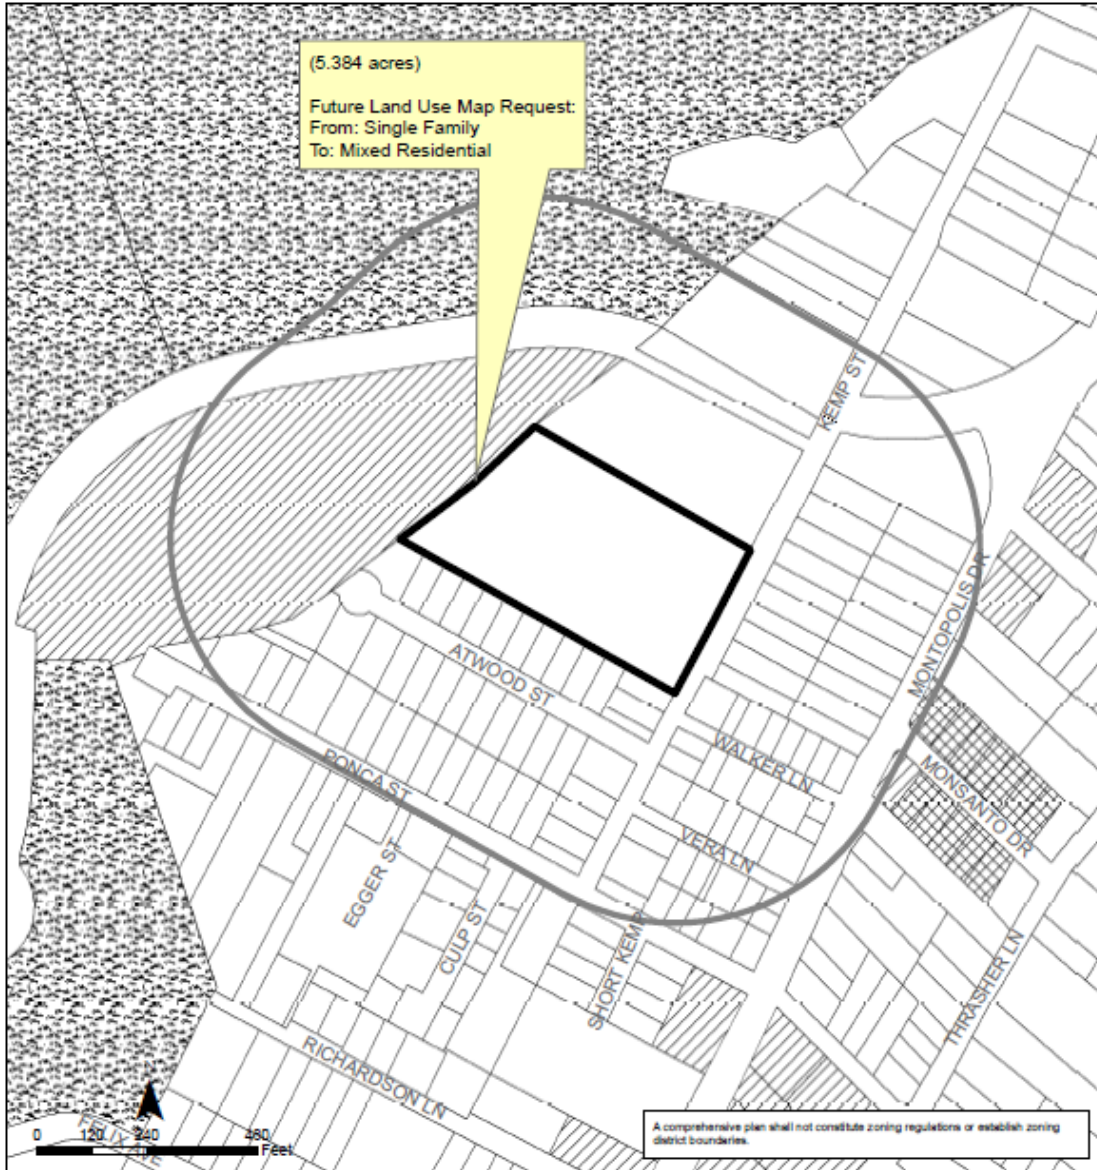 (5.384 acres)
Future Land Use Map Request:
From: Single Family
To: Mixed Residential
KEMP ST
MONTOPOLIS DR
ATWOOD ST
WALKER LN
PONCA ST
MONSANTO DR
VERA LN
EGGER ST
CULP ST
SHORT KEMP
THRASHER LN
RICHARDSON LN
FELIX AVE
0 120 240 480
Feet
A comprehensive plan shall not constitute zoning regulations or establish zoning
district boundaries.